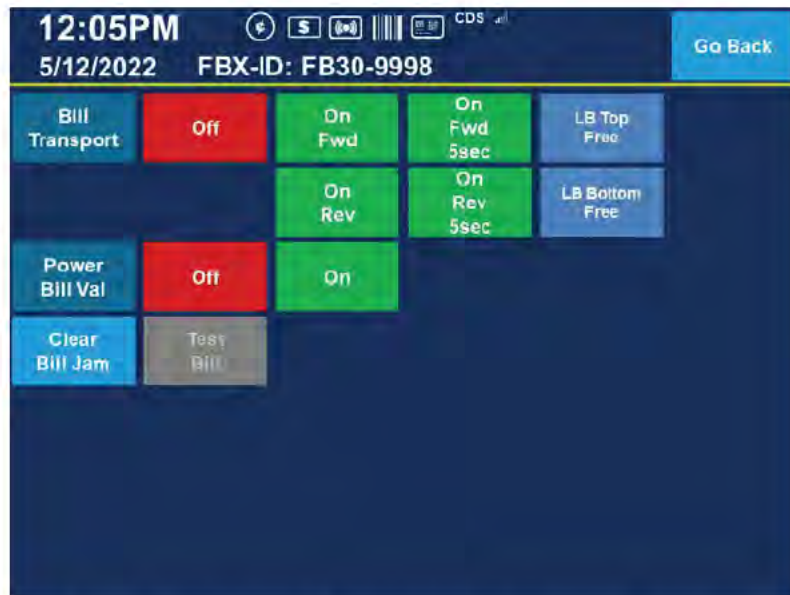 12:05PM
¢ $ CDS
Go Back
5/12/2022 FBX-ID: FB30-9998
Bill
Transport
Off
On
Fwd
On
Fwd
5sec
LB Top
Free
On
Rev
On
Rev
5sec
LB Bottom
Free
Power
Bill Val
Off
On
Clear
Bill Jam
Test
Bill